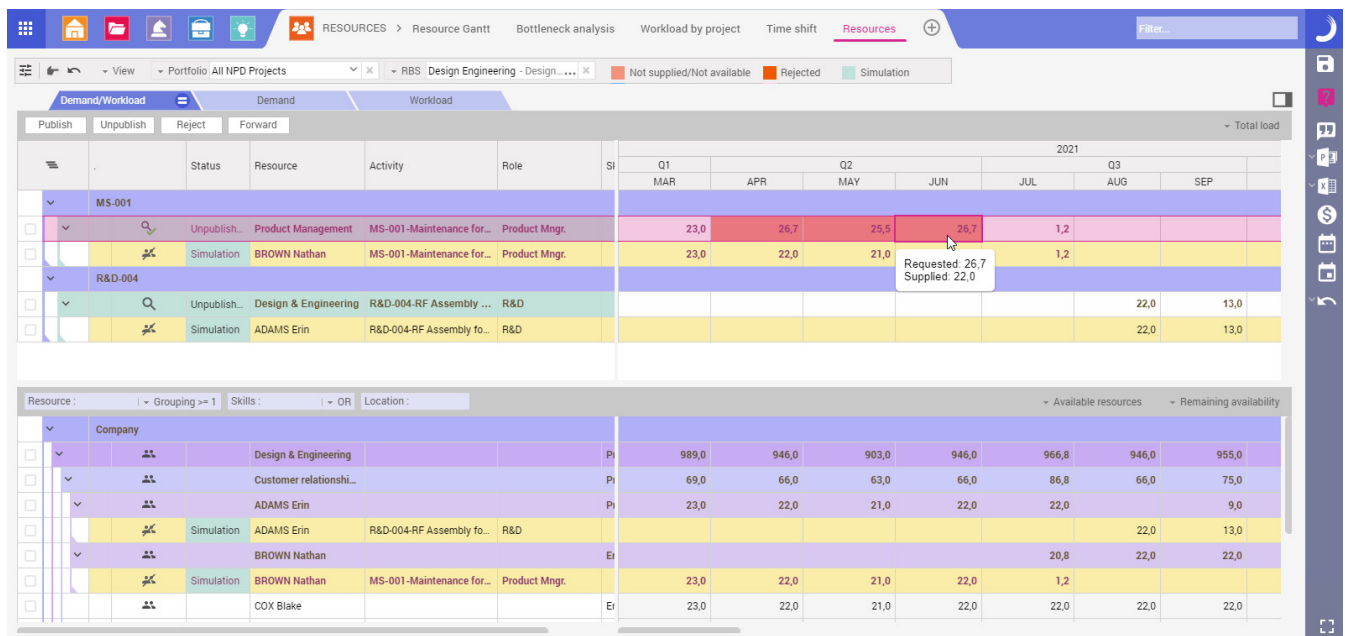 RESOURCES > Resource Gantt Bottleneck analysis Workload by project Time shift Resources Filter...
View Portfolio All NPD Projects RBS Design Engineering - Design..... Not supplied/Not available Rejected Simulation
Demand/Workload Demand Workload
Publish Unpublish Reject Forward Total load
2021
. Status Resource Activity Role Sk Q1 Q2 Q3
MAR APR MAY JUN JUL AUG SEP
MS-001
Unpublish... Product Management MS-001-Maintenance for... Product Mngr. 23,0 26,7 25,5 26,7 1,2
Simulation BROWN Nathan MS-001-Maintenance for... Product Mngr. 23,0 22,0 21,0 1,2
Requested: 26,7
Supplied: 22,0
R&D-004
Unpublish... Design & Engineering R&D-004-RF Assembly ... R&D 22,0 13,0
Simulation ADAMS Erin R&D-004-RF Assembly fo... R&D 22,0 13,0
Resource : Grouping >= 1 Skills : OR Location : Available resources Remaining availability
Company
Design & Engineering 989,0 946,0 903,0 946,0 966,8 946,0 955,0
Customer relationshi... 69,0 66,0 63,0 66,0 86,8 66,0 75,0
ADAMS Erin 23,0 22,0 21,0 22,0 22,0 9,0
Simulation ADAMS Erin R&D-004-RF Assembly fo... R&D 22,0 13,0
BROWN Nathan 20,8 22,0 22,0
Simulation BROWN Nathan MS-001-Maintenance for... Product Mngr. 23,0 22,0 21,0 22,0 1,2
COX Blake 23,0 22,0 21,0 22,0 22,0 22,0 22,0